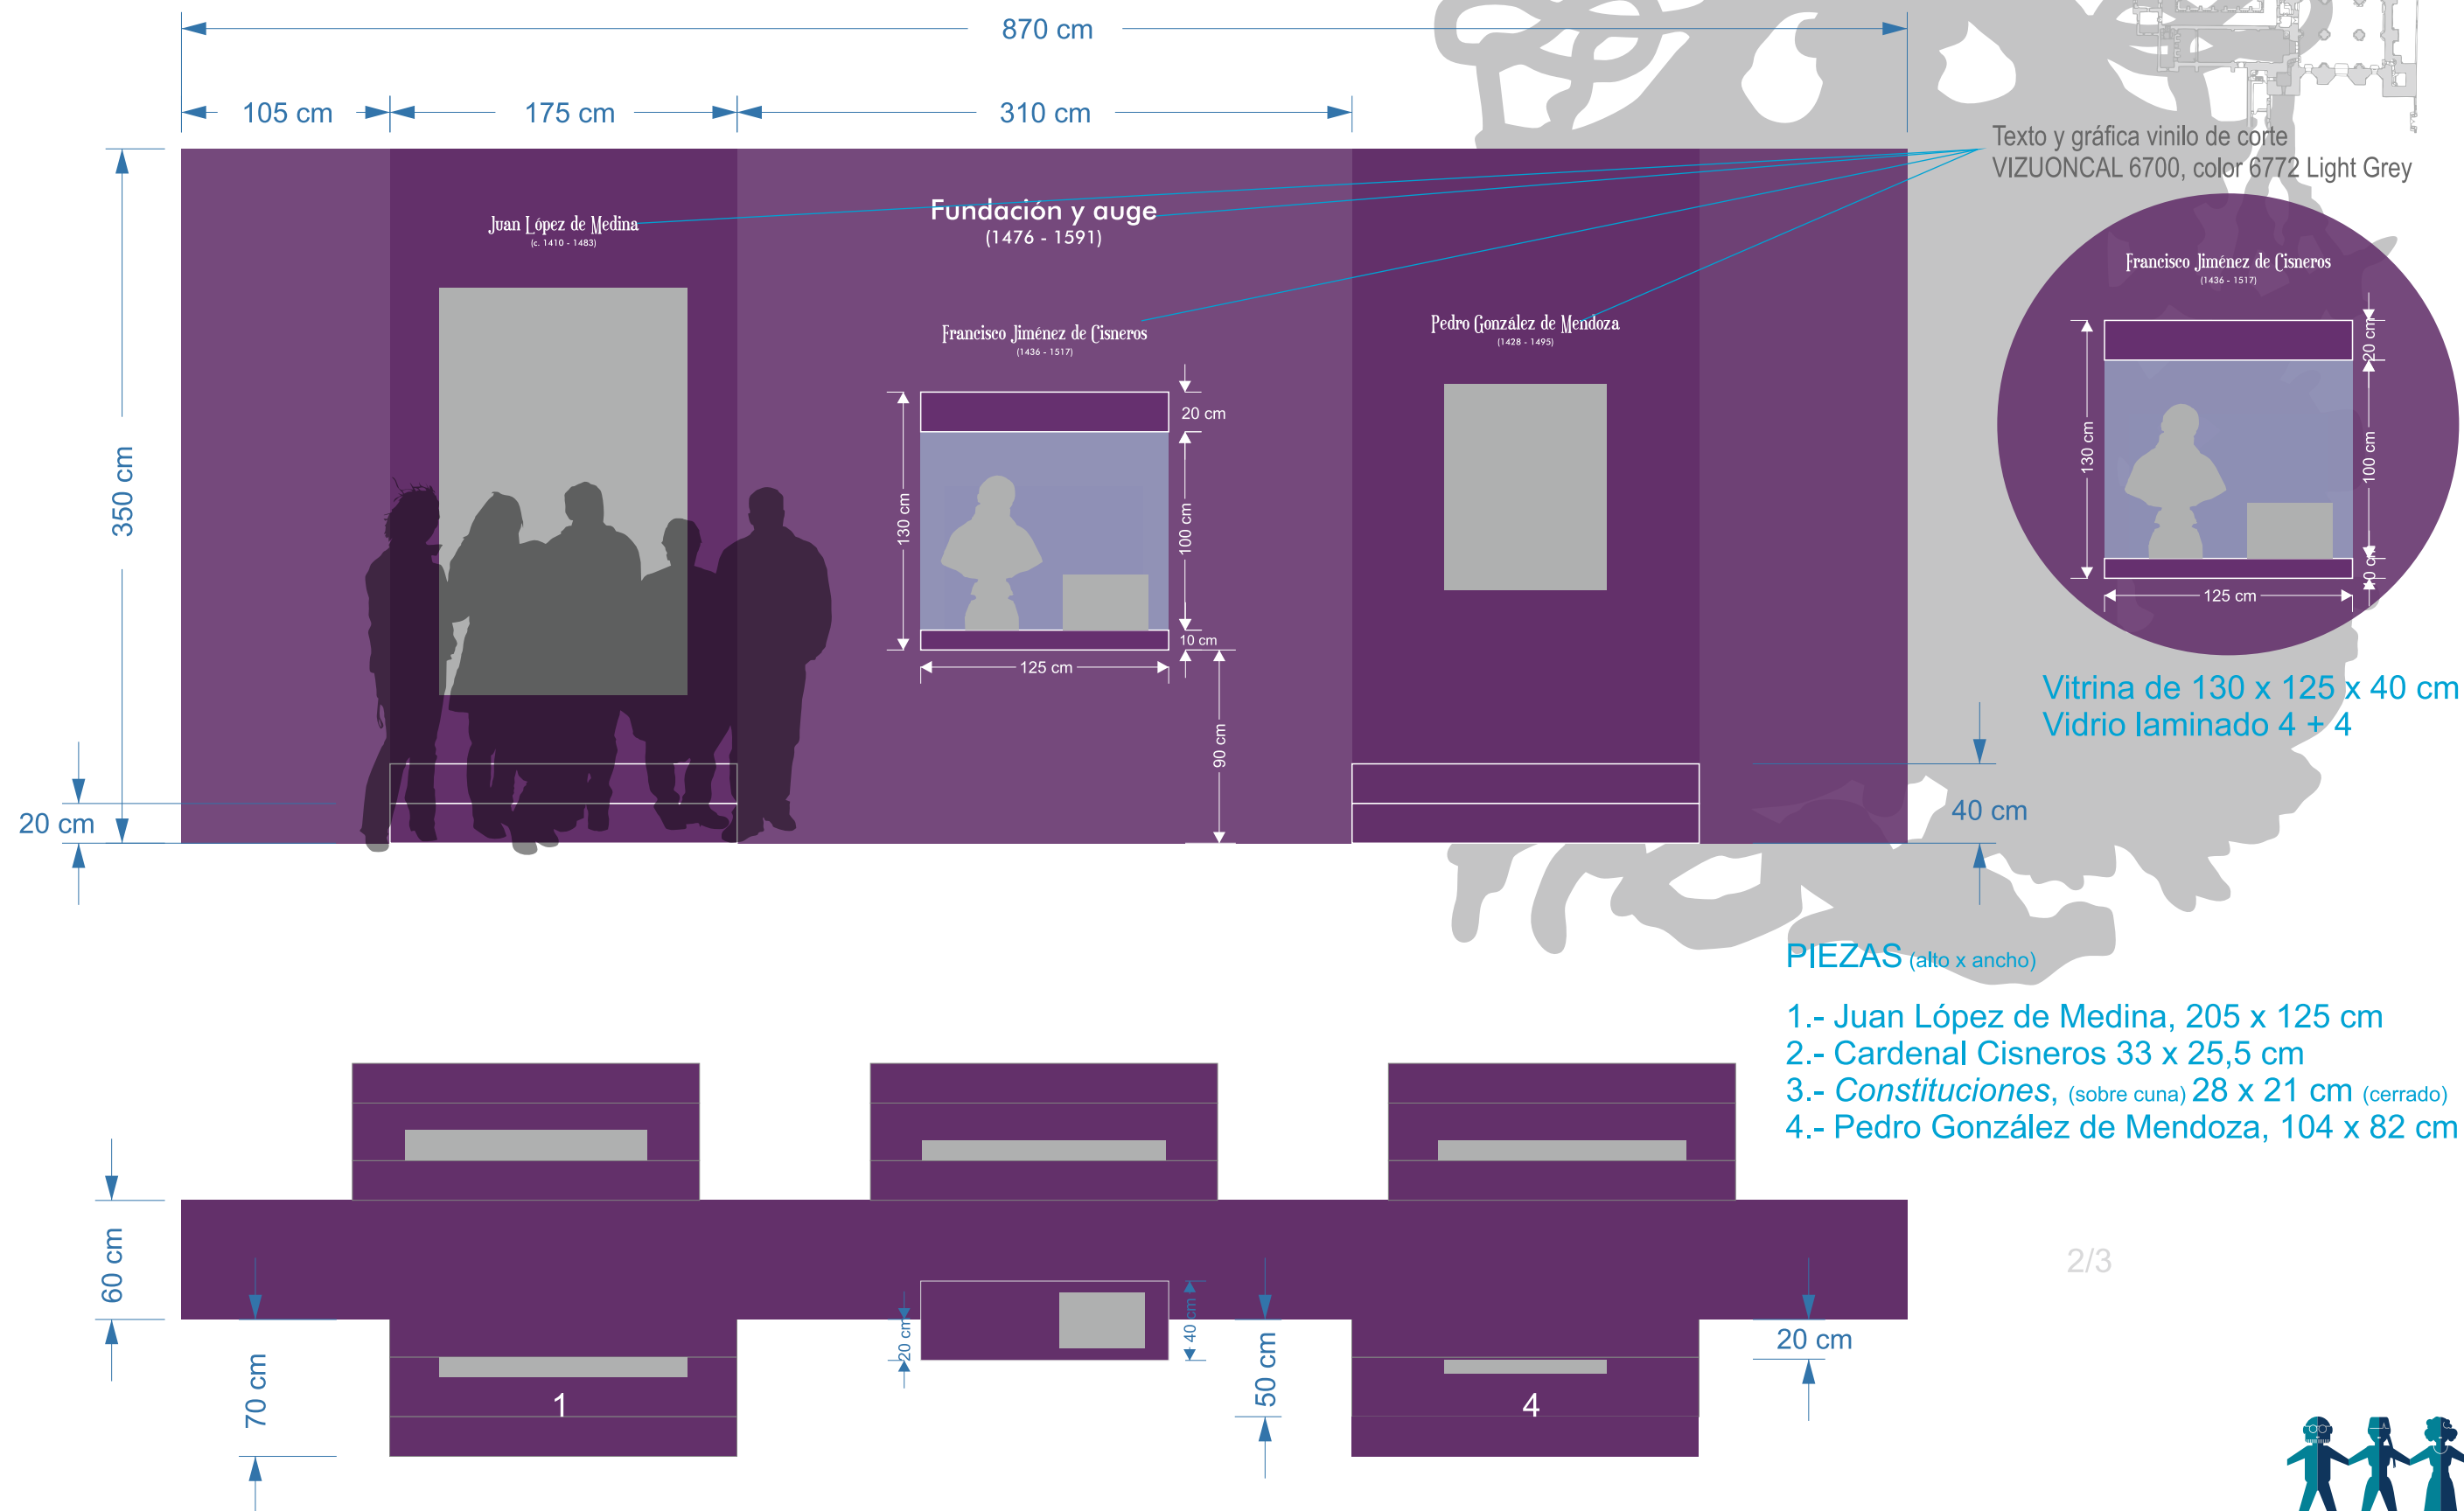 870 cm
105 cm
175 cm
310 cm
Texto y gráfica vinilo de corte
VIZUONCAL 6700, color 6772 Light Grey
350 cm
Juan López de Medina
(c. 1410 - 1483)
Fundación y auge
(1476 - 1591)
Francisco Jiménez de Cisneros
(1436 - 1517)
130 cm
20 cm
100 cm
10 cm
125 cm
90 cm
Pedro González de Mendoza
(1428 - 1495)
Francisco Jiménez de Cisneros
(1436 - 1517)
130 cm
20 cm
100 cm
10 cm
125 cm
Vitrina de 130 x 125 x 40 cm
Vidrio laminado 4 + 4
20 cm
40 cm
PIEZAS (alto x ancho)
1.- Juan López de Medina, 205 x 125 cm
2.- Cardenal Cisneros 33 x 25,5 cm
3.- Constituciones, (sobre cuna) 28 x 21 cm (cerrado)
4.- Pedro González de Mendoza, 104 x 82 cm
60 cm
70 cm
1
20 cm
40 cm
50 cm
4
20 cm
2/3